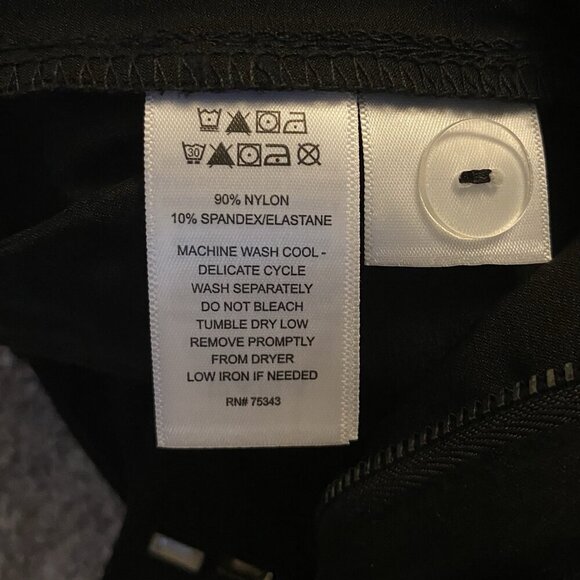 30
90% NYLON
10% SPANDEX/ELASTANE
MACHINE WASH COOL -
DELICATE CYCLE
WASH SEPARATELY
DO NOT BLEACH
TUMBLE DRY LOW
REMOVE PROMPTLY
FROM DRYER
LOW IRON IF NEEDED
RN# 75343